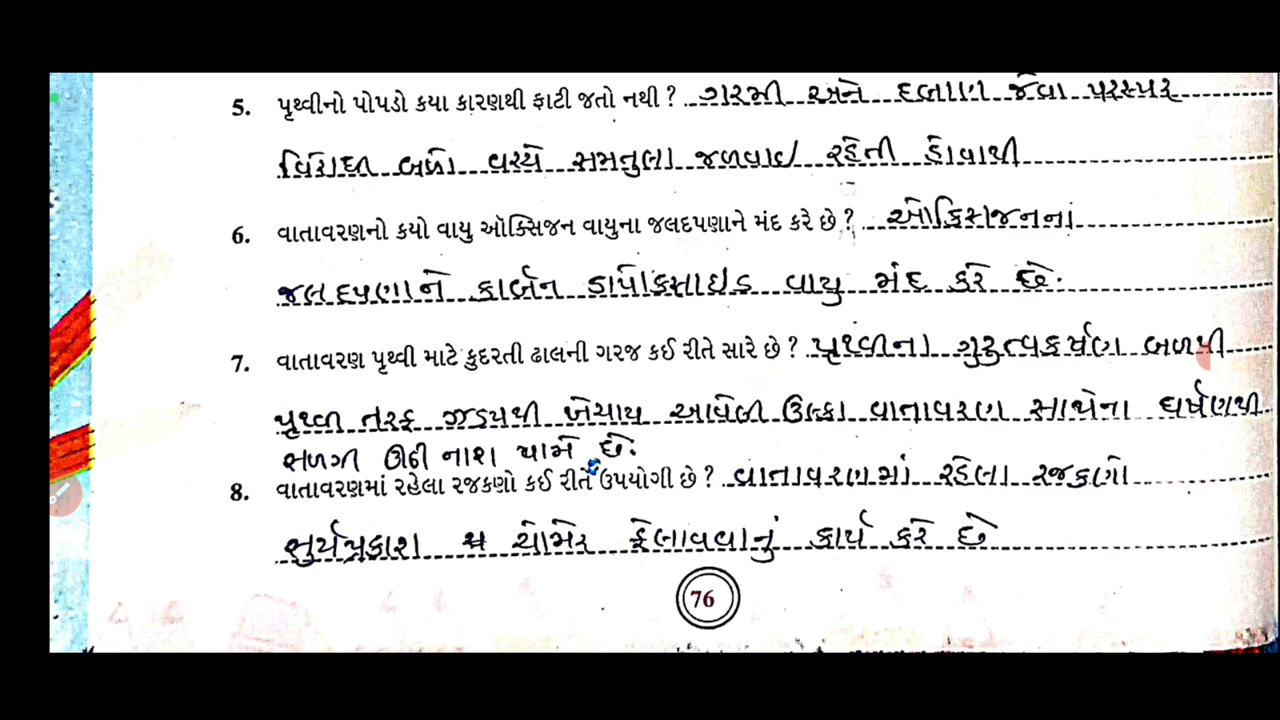 5. પૃથ્વીનો પોપડો કયા કારણથી ફાટી જતો નથી ? ગરમી અને દબાણ જેવા પરસ્પર
વિરોધી બળો વચ્ચે સમતુલા જળવાઇ રહેતી હોવાથી
6. વાતાવરણનો કયો વાયુ ઑક્સિજન વાયુના જલદપણાને મંદ કરે છે ? ઓક્સિજનનાં
જલદપણાને કાર્બન ડાયોકસાઇડ વાયુ મંદ કરે છે.
7. વાતાવરણ પૃથ્વી માટે કુદરતી ઢાલની ગરજ કઈ રીતે સારે છે ? પૃથ્વીના ગુરુત્વાકર્ષણ બળથી
પૃથ્વી તરફ ઝડપથી ખેચાય આવેલી ઉલ્કા વાતાવરણ સાથેના ઘર્ષણથી
સળગી ઊઠી નાશ પામે છે.
8. વાતાવરણમાં રહેલા રજકણો કઈ રીતે ઉપયોગી છે ? વાતાવરણમાં રહેલા રજકણો
સુર્યપ્રકાશ ચોમેર ફેલાવવાનું કાર્ય કરે છે
76